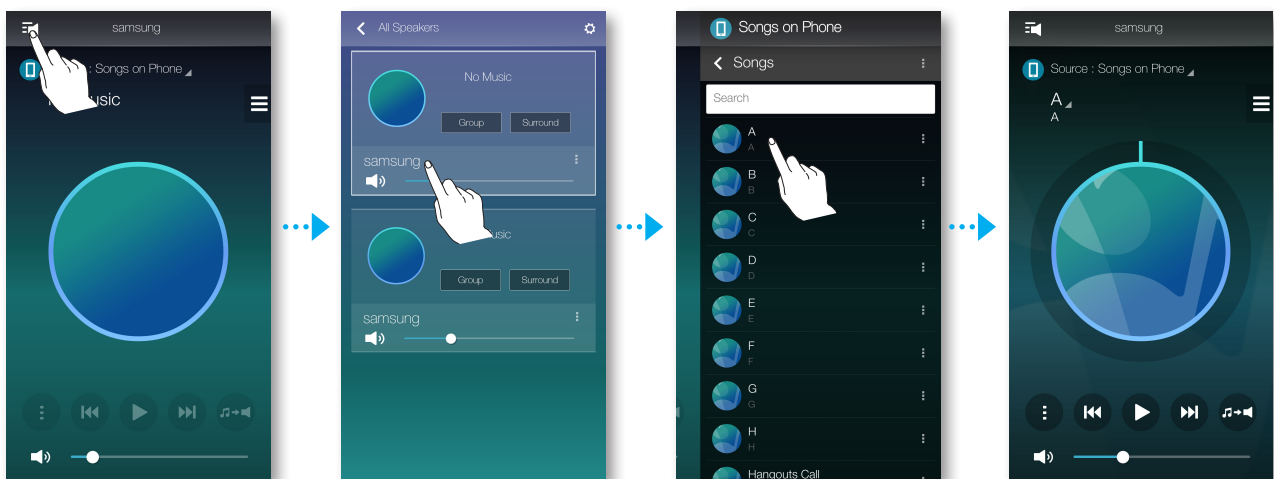 samsung
: Songs on Phone
usic
All Speakers
No Music
Group
Surround
samsung
usic
Group
Surround
samsung
Songs on Phone
Songs
Search
A
A
B
B
C
C
D
D
E
E
F
F
G
G
H
H
Hangouts Call
samsung
Source : Songs on Phone
A
A